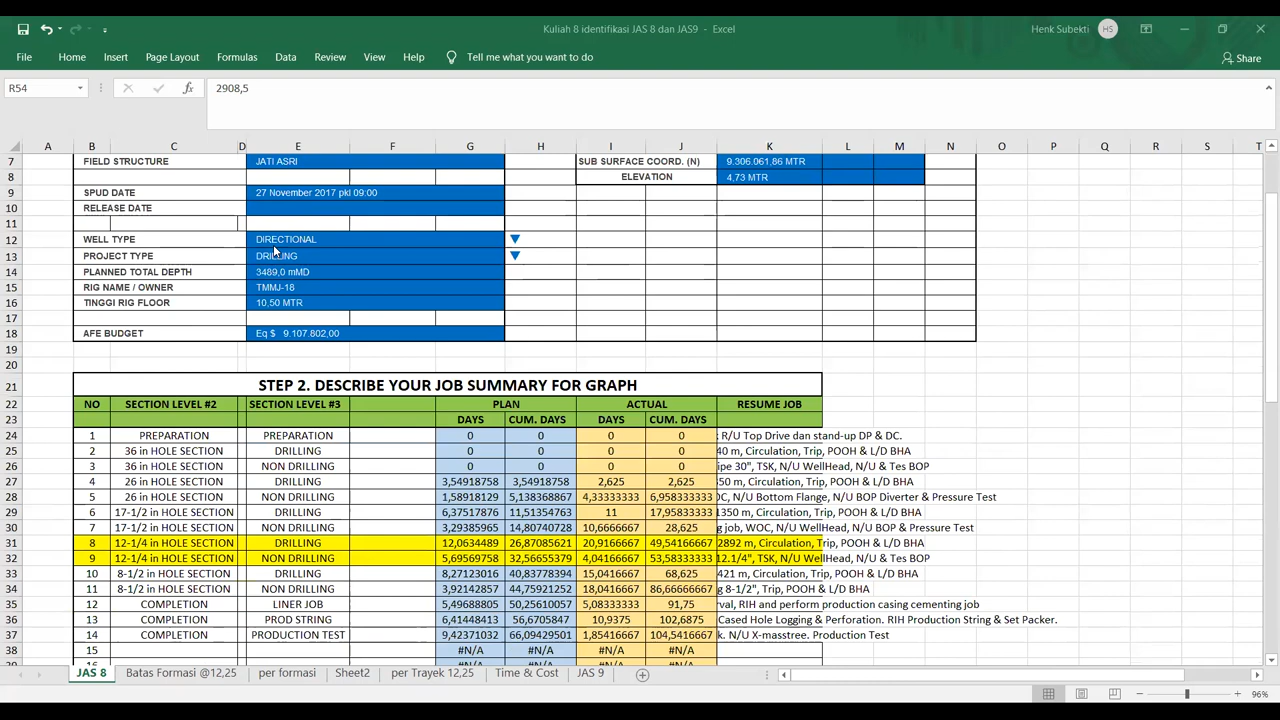 Kuliah 8 identifikasi JAS 8 dan JAS9 - Excel
Henk Subekti
HS
File Home Insert Page Layout Formulas Data Review View Help Tell me what you want to do Share
R54 fx 2908,5
A B C D E F G H I J K L M N O P Q R S T
7 FIELD STRUCTURE JATI ASRI SUB SURFACE COORD. (N) 9.306.061,86 MTR
8 ELEVATION 4,73 MTR
9 SPUD DATE 27 November 2017 pkl 09:00
10 RELEASE DATE
11
12 WELL TYPE DIRECTIONAL
13 PROJECT TYPE DRILLING
14 PLANNED TOTAL DEPTH 3489,0 mMD
15 RIG NAME / OWNER TMMJ-18
16 TINGGI RIG FLOOR 10,50 MTR
17
18 AFE BUDGET Eq $ 9.107.802,00
19
20
21 STEP 2. DESCRIBE YOUR JOB SUMMARY FOR GRAPH
22 NO SECTION LEVEL #2 SECTION LEVEL #3 PLAN ACTUAL RESUME JOB
23 DAYS CUM. DAYS DAYS CUM. DAYS
24 1 PREPARATION PREPARATION 0 0 0 0 R/U Top Drive dan stand-up DP & DC.
25 2 36 in HOLE SECTION DRILLING 0 0 0 0 40 m, Circulation, Trip, POOH & L/D BHA
26 3 36 in HOLE SECTION NON DRILLING 0 0 0 0 ipe 30", TSK, N/U WellHead, N/U & Tes BOP
27 4 26 in HOLE SECTION DRILLING 3,54918758 3,54918758 2,625 2,625 350 m, Circulation, Trip, POOH & L/D BHA
28 5 26 in HOLE SECTION NON DRILLING 1,58918129 5,138368867 4,33333333 6,958333333 OC, N/U Bottom Flange, N/U BOP Diverter & Pressure Test
29 6 17-1/2 in HOLE SECTION DRILLING 6,37517876 11,51354763 11 17,95833333 1350 m, Circulation, Trip, POOH & L/D BHA
30 7 17-1/2 in HOLE SECTION NON DRILLING 3,29385965 14,80740728 10,6666667 28,625 g job, WOC, N/U WellHead, N/U BOP & Pressure Test
31 8 12-1/4 in HOLE SECTION DRILLING 12,0634489 26,87085621 20,9166667 49,54166667 2892 m, Circulation, Trip, POOH & L/D BHA
32 9 12-1/4 in HOLE SECTION NON DRILLING 5,69569758 32,56655379 4,04166667 53,58333333 12.1/4", TSK, N/U WellHead, N/U & Tes BOP
33 10 8-1/2 in HOLE SECTION DRILLING 8,27123016 40,83778394 15,0416667 68,625 421 m, Circulation, Trip, POOH & L/D BHA
34 11 8-1/2 in HOLE SECTION NON DRILLING 3,92142857 44,75921252 18,0416667 86,66666667 g 8-1/2", Trip, POOH & L/D BHA
35 12 COMPLETION LINER JOB 5,49688805 50,25610057 5,08333333 91,75 rval, RIH and perform production casing cementing job
36 13 COMPLETION PROD STRING 6,41448413 56,6705847 10,9375 102,6875 Cased Hole Logging & Perforation. RIH Production String & Set Packer.
37 14 COMPLETION PRODUCTION TEST 9,42371032 66,09429501 1,85416667 104,5416667 k. N/U X-masstree. Production Test
38 15 #N/A #N/A #N/A #N/A
39 16 #N/A #N/A #N/A #N/A
JAS 8 Batas Formasi @12,25 per formasi Sheet2 per Trayek 12,25 Time & Cost JAS 9
96%